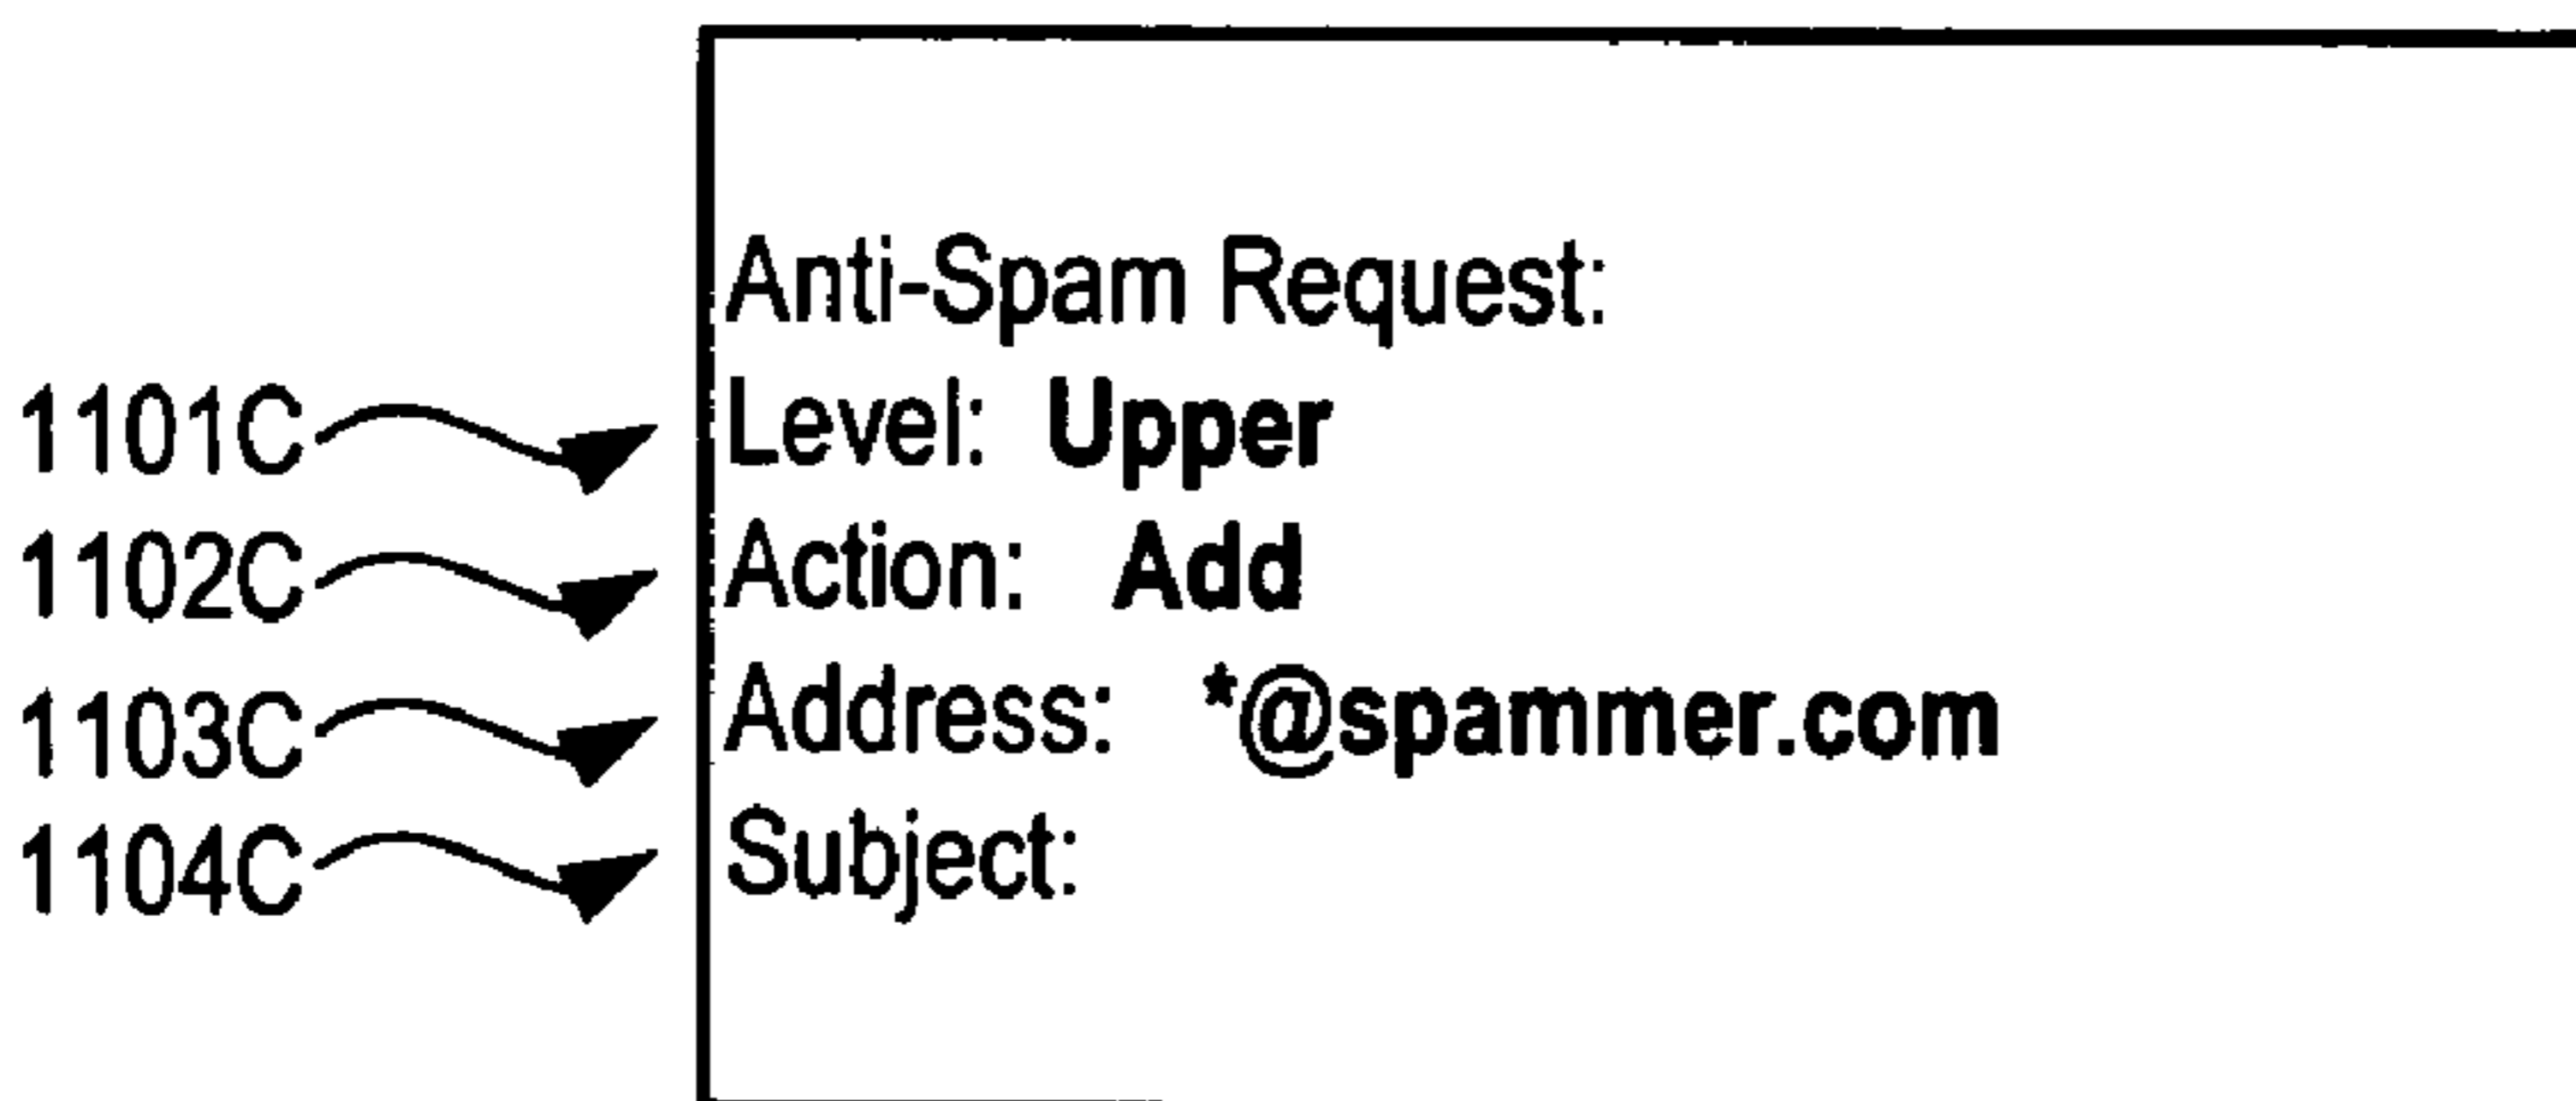 Anti-Spam Request:
1101C Level: Upper
1102C Action: Add
1103C Address: *@spammer.com
1104C Subject: